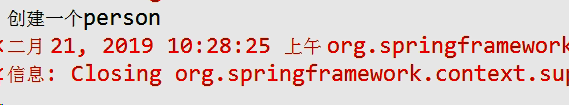 创建一个person
二月 21, 2019 10:28:25 上午 org.springframework
信息: Closing org.springframework.context.sup